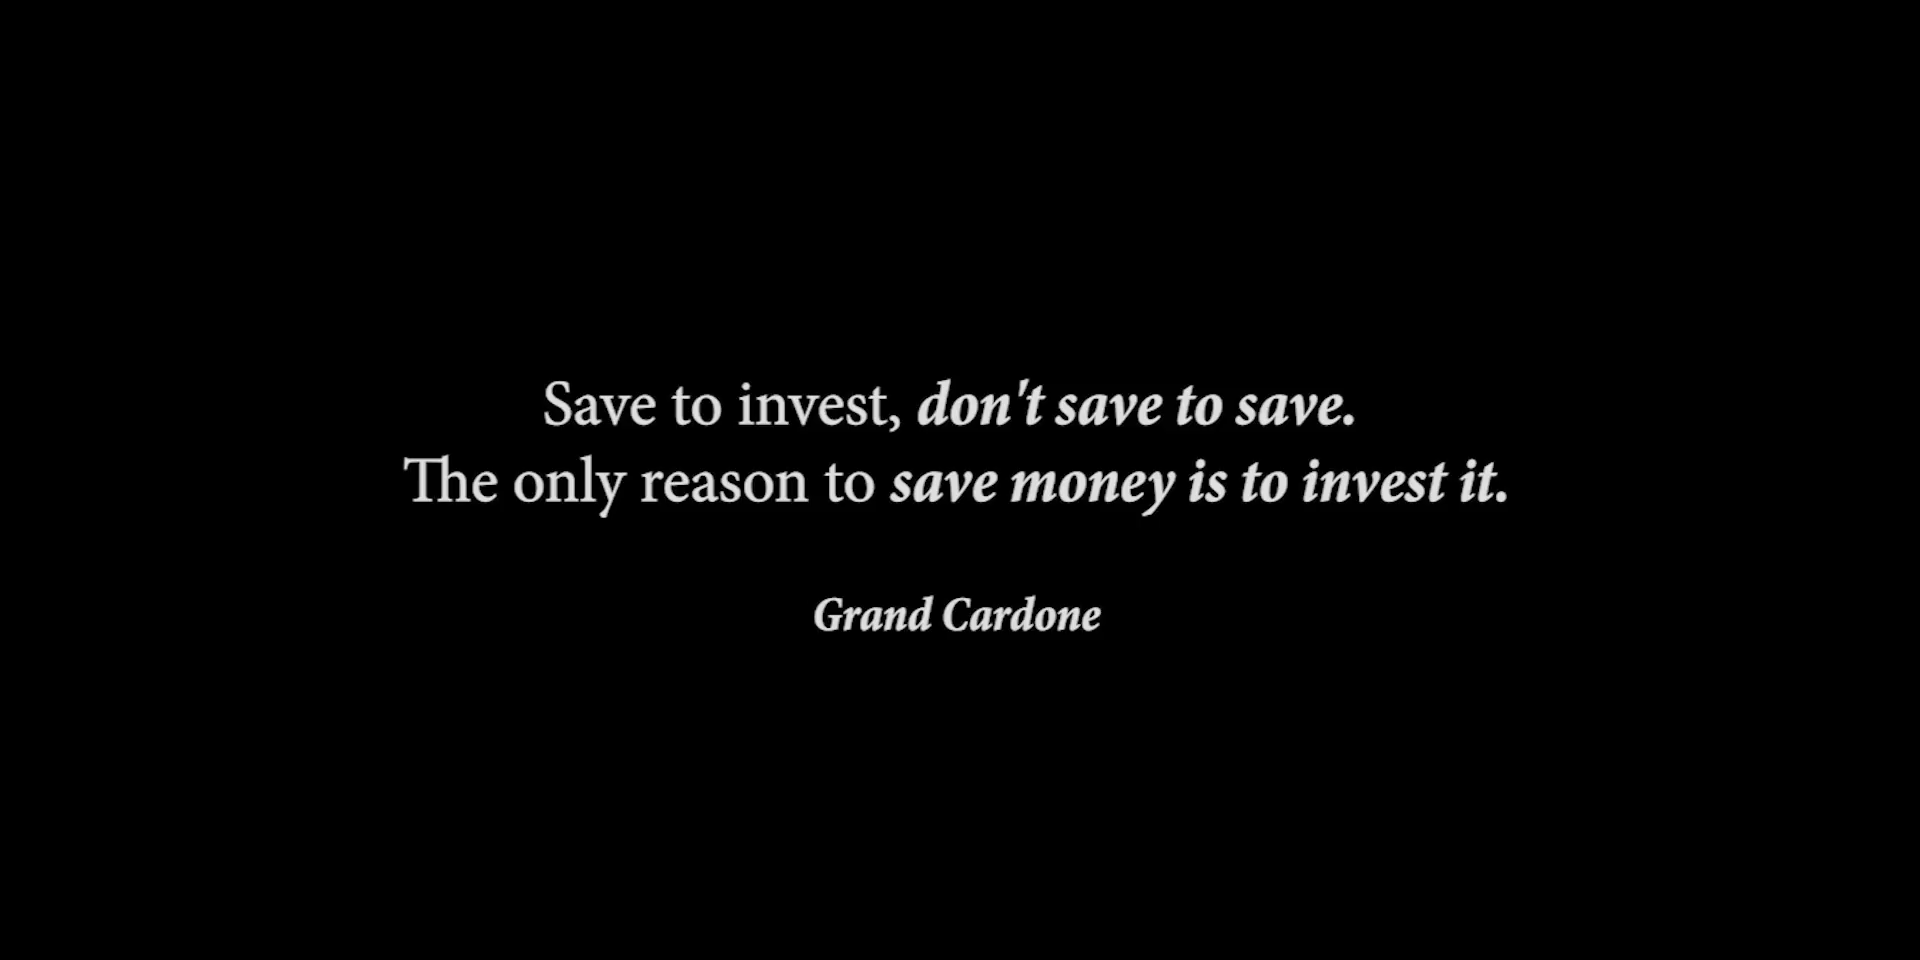 Save to invest, don't save to save.
The only reason to save money is to invest it.
Grand Cardone